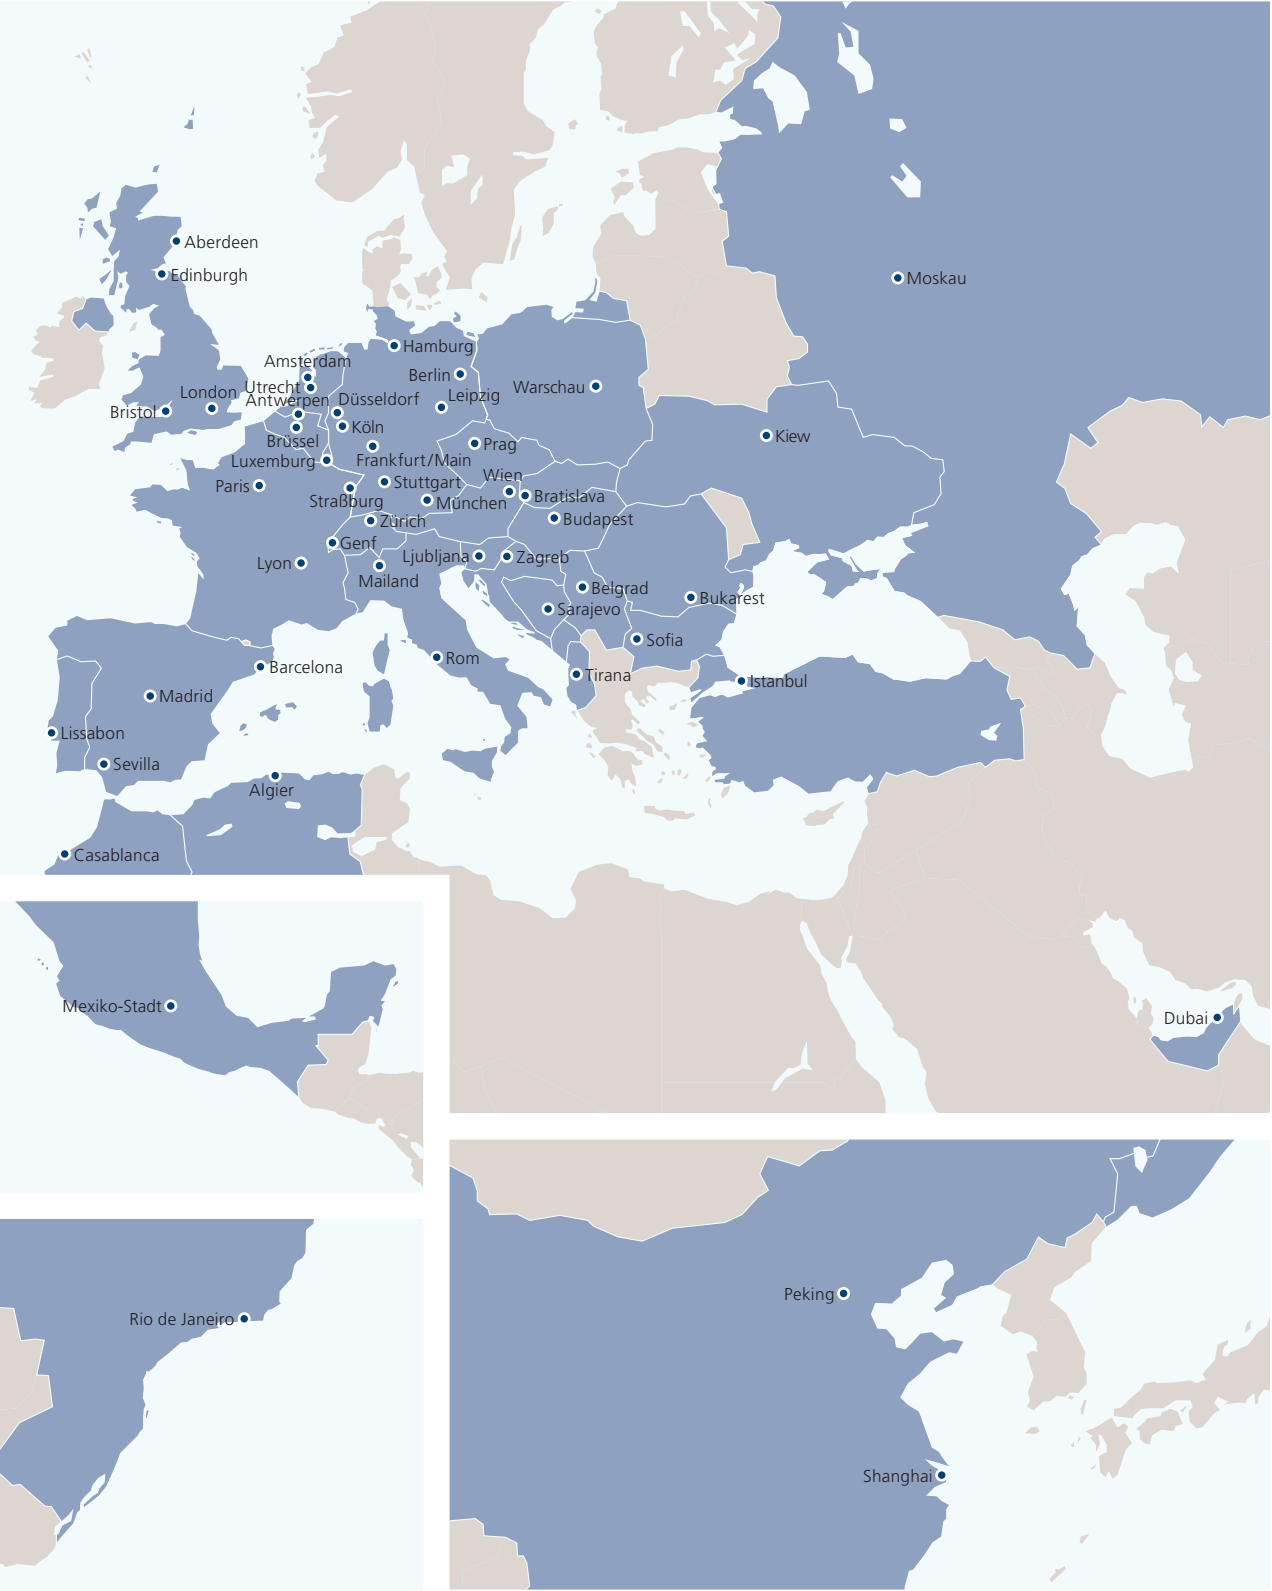 Aberdeen
Edinburgh
Moskau
Hamburg
Amsterdam
Berlin
Utrecht
Warschau
London
Antwerpen
Düsseldorf
Leipzig
Bristol
Köln
Kiew
Brüssel
Prag
Luxemburg
Frankfurt/Main
Wien
Paris
Stuttgart
Straßburg
München
Bratislava
Zürich
Budapest
Genf
Ljubljana
Zagreb
Lyon
Mailand
Belgrad
Bukarest
Sarajevo
Sofia
Rom
Barcelona
Tirana
Istanbul
Madrid
Lissabon
Sevilla
Algier
Casablanca
Mexiko-Stadt
Dubai
Peking
Rio de Janeiro
Shanghai